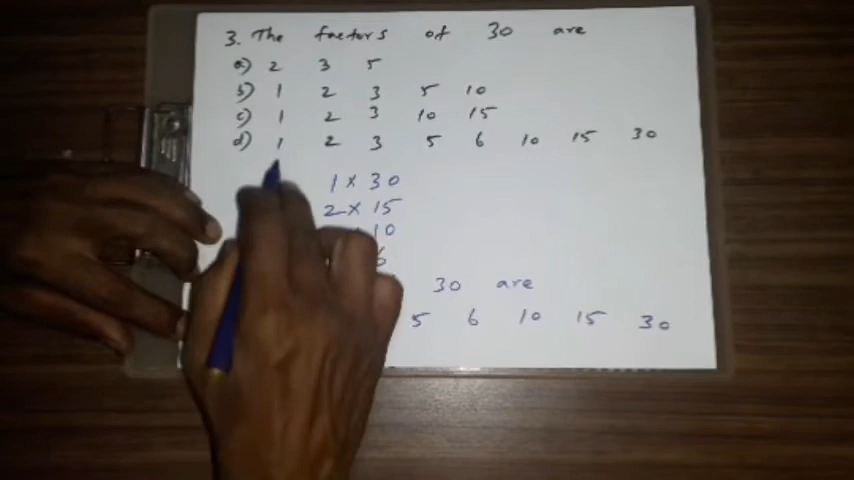 3. The factors of 30 are
a) 2 3 5
b) 1 2 3 5 10
c) 1 2 3 10 15
d) 1 2 3 5 6 10 15 30
1 x 30
2 x 15
10
6
30 are
5 6 10 15 30